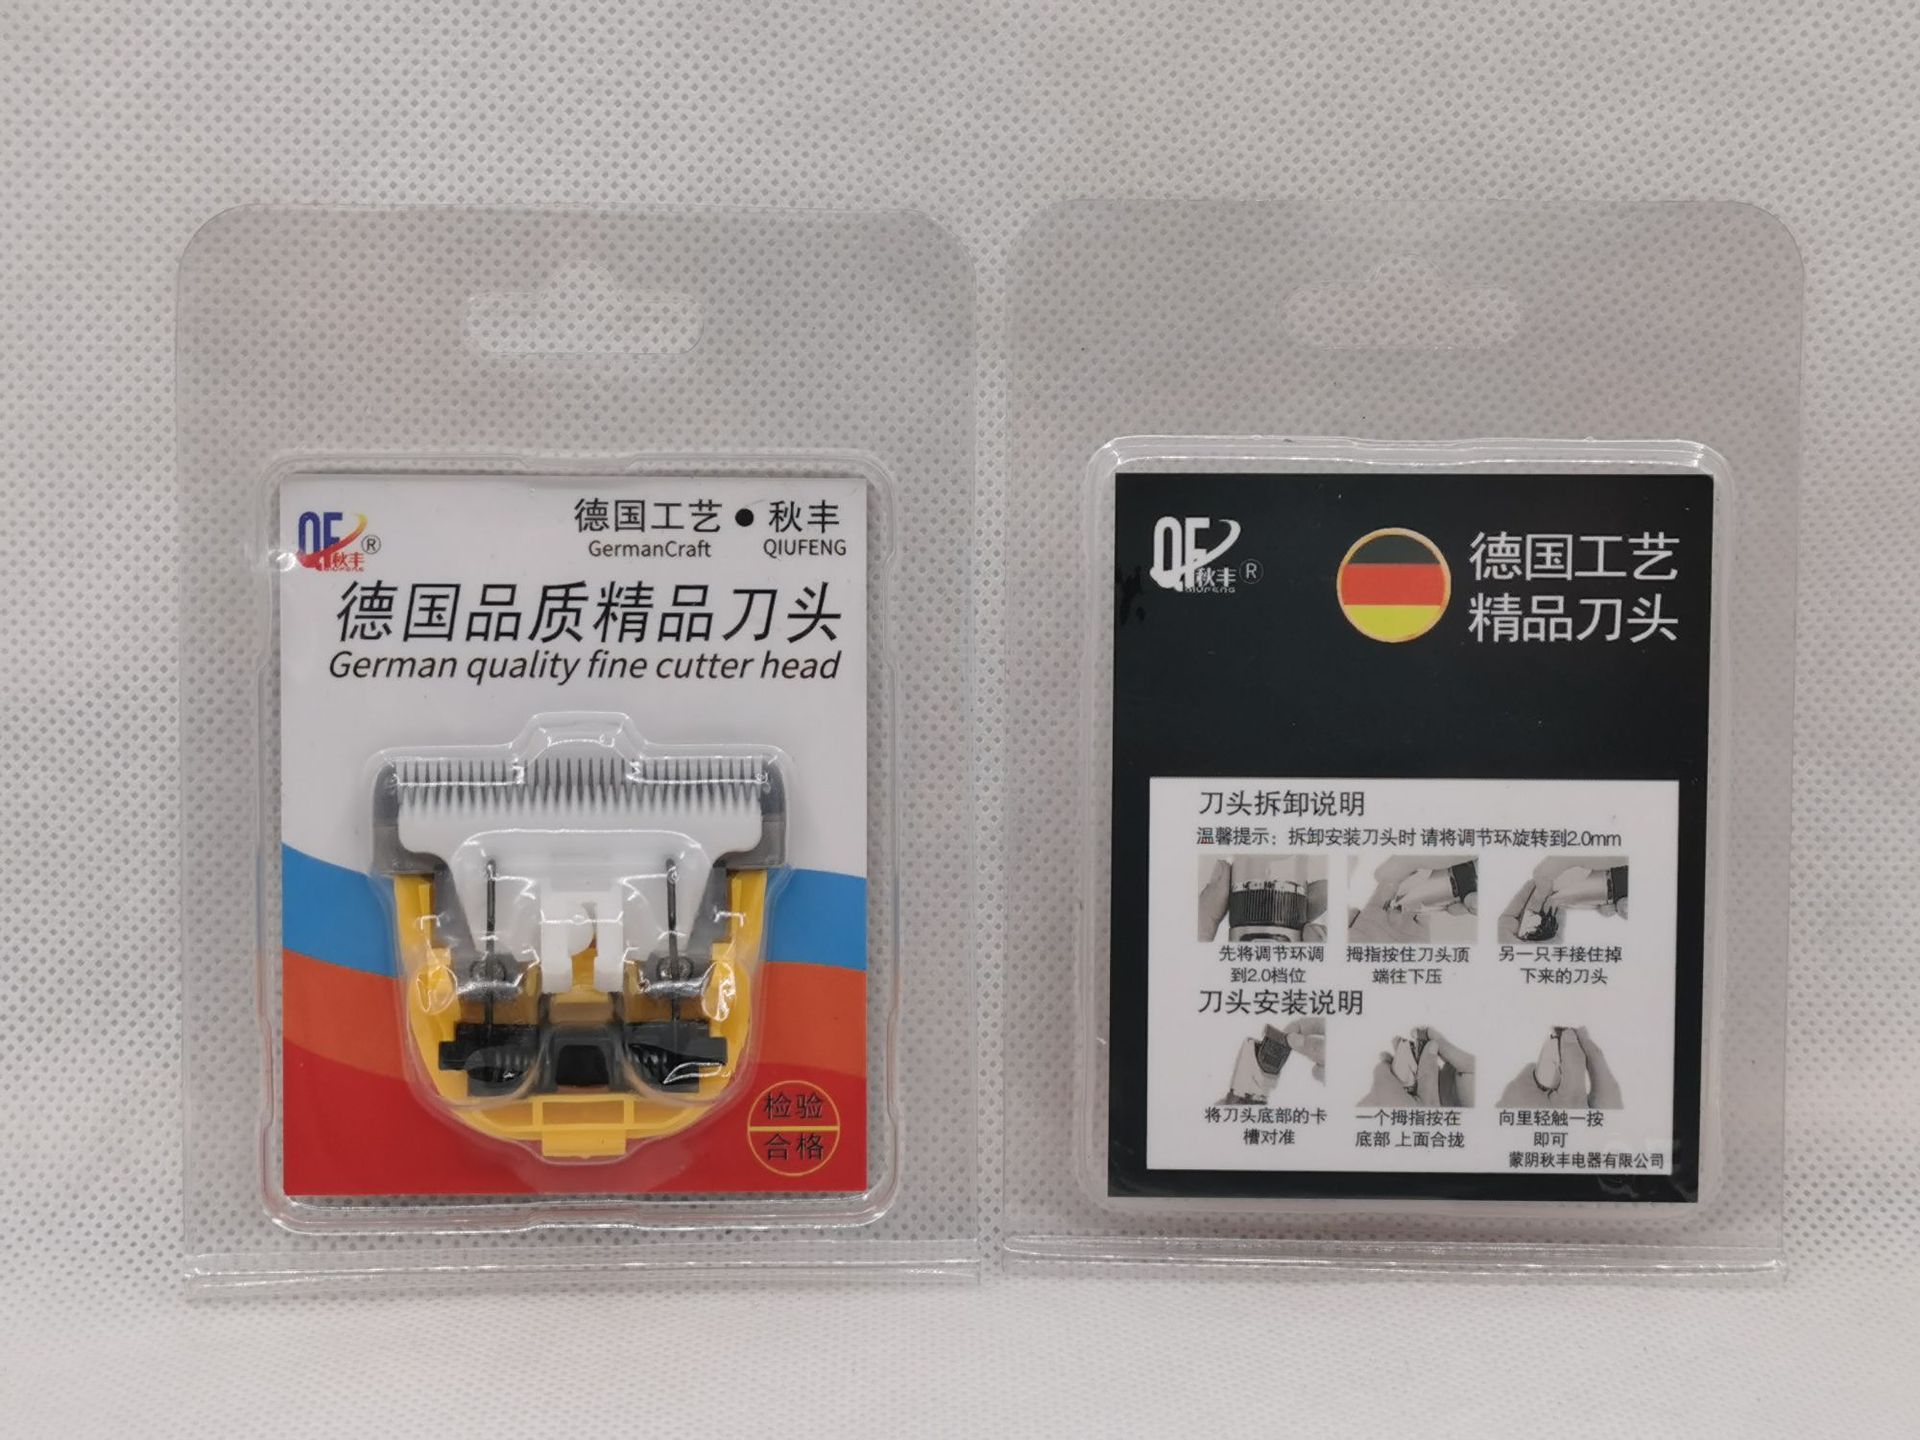 QF
秋丰
QIUFENG
®
德国工艺 ● 秋丰
GermanCraft QIUFENG
德国品质精品刀头
German quality fine cutter head
检验
合格
QF
秋丰
QIUFENG
®
德国工艺
精品刀头
刀头拆卸说明
温馨提示：拆卸安装刀头时 请将调节环旋转到2.0mm
先将调节环调
到2.0档位
拇指按住刀头顶
端往下压
另一只手接住掉
下来的刀头
刀头安装说明
将刀头底部的卡
槽对准
一个拇指按在
底部 上面合拢
向里轻触一按
即可
蒙阴秋丰电器有限公司